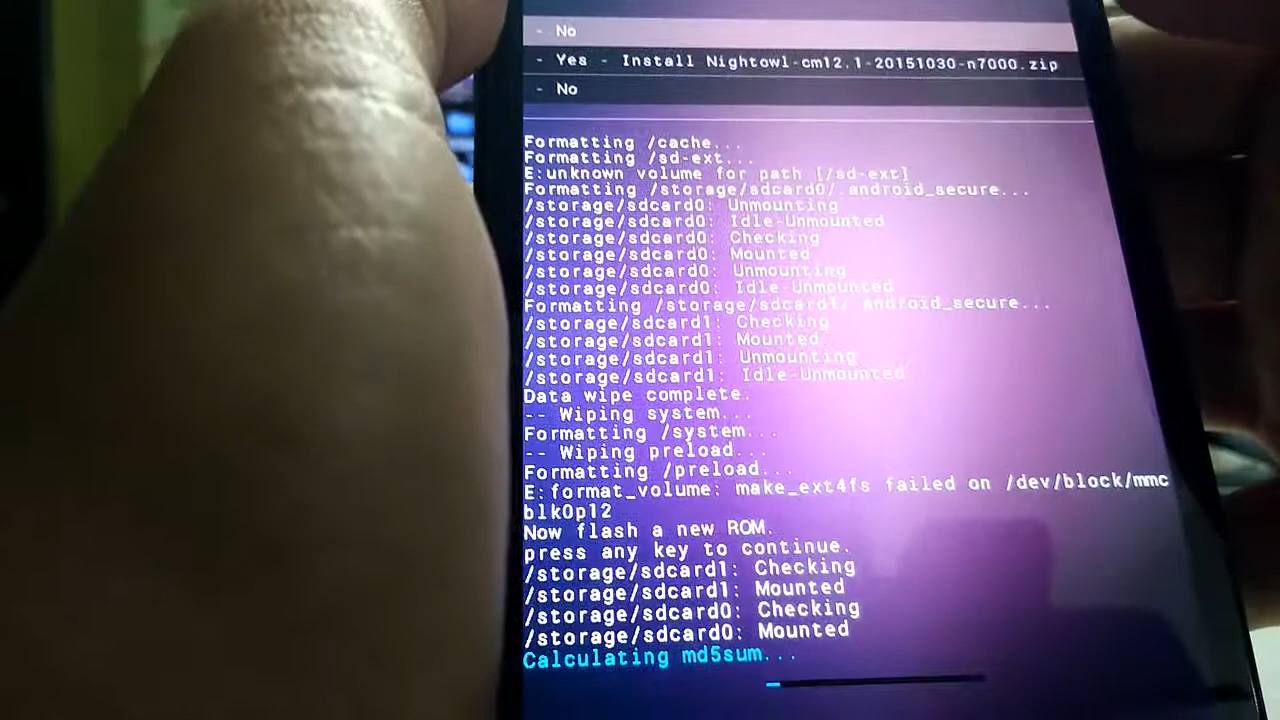 - No
- Yes - Install Nightowl-cm12.1-20151030-n7000.zip
- No
Formatting /cache...
Formatting /sd-ext...
E:unknown volume for path [/sd-ext]
Formatting /storage/sdcard0/.android_secure...
/storage/sdcard0: Unmounting
/storage/sdcard0: Idle-Unmounted
/storage/sdcard0: Checking
/storage/sdcard0: Mounted
/storage/sdcard0: Unmounting
/storage/sdcard0: Idle-Unmounted
Formatting /storage/sdcard1/.android_secure...
/storage/sdcard1: Checking
/storage/sdcard1: Mounted
/storage/sdcard1: Unmounting
/storage/sdcard1: Idle-Unmounted
Data wipe complete.
-- Wiping system...
Formatting /system...
-- Wiping preload...
Formatting /preload...
E:format_volume: make_ext4fs failed on /dev/block/mmc
blk0p12
Now flash a new ROM.
press any key to continue.
/storage/sdcard1: Checking
/storage/sdcard1: Mounted
/storage/sdcard0: Checking
/storage/sdcard0: Mounted
Calculating md5sum...